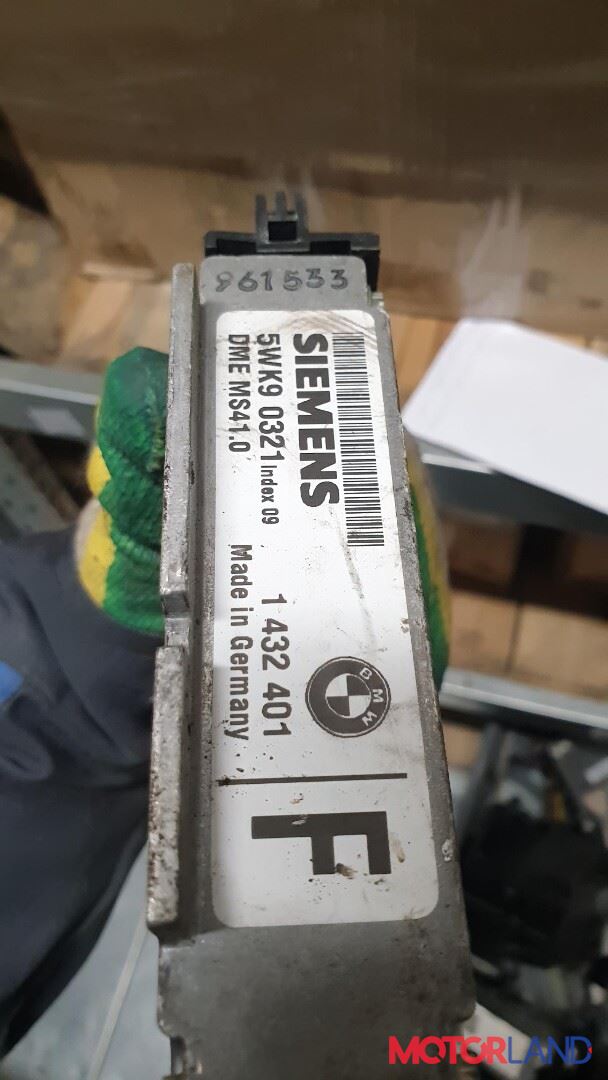 961533
SIEMENS
5WK9 0321 Index 09
DME MS41.0
1 432 401
Made in Germany
BMW
F
MOTORLAND